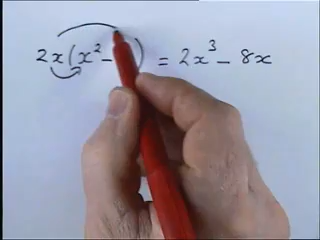 2x(x² - ) = 2x³ - 8x